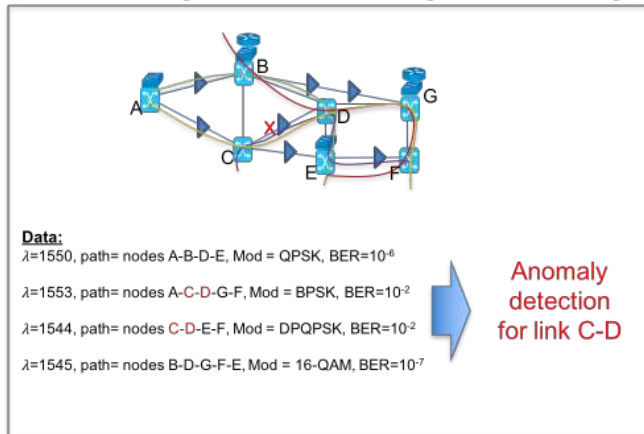 B
A
G
D
X
C
E
F
Data:
λ=1550, path= nodes A-B-D-E, Mod = QPSK, BER=10⁻⁶
λ=1553, path= nodes A-C-D-G-F, Mod = BPSK, BER=10⁻²
λ=1544, path= nodes C-D-E-F, Mod = DPQPSK, BER=10⁻²
λ=1545, path= nodes B-D-G-F-E, Mod = 16-QAM, BER=10⁻⁷
Anomaly
detection
for link C-D